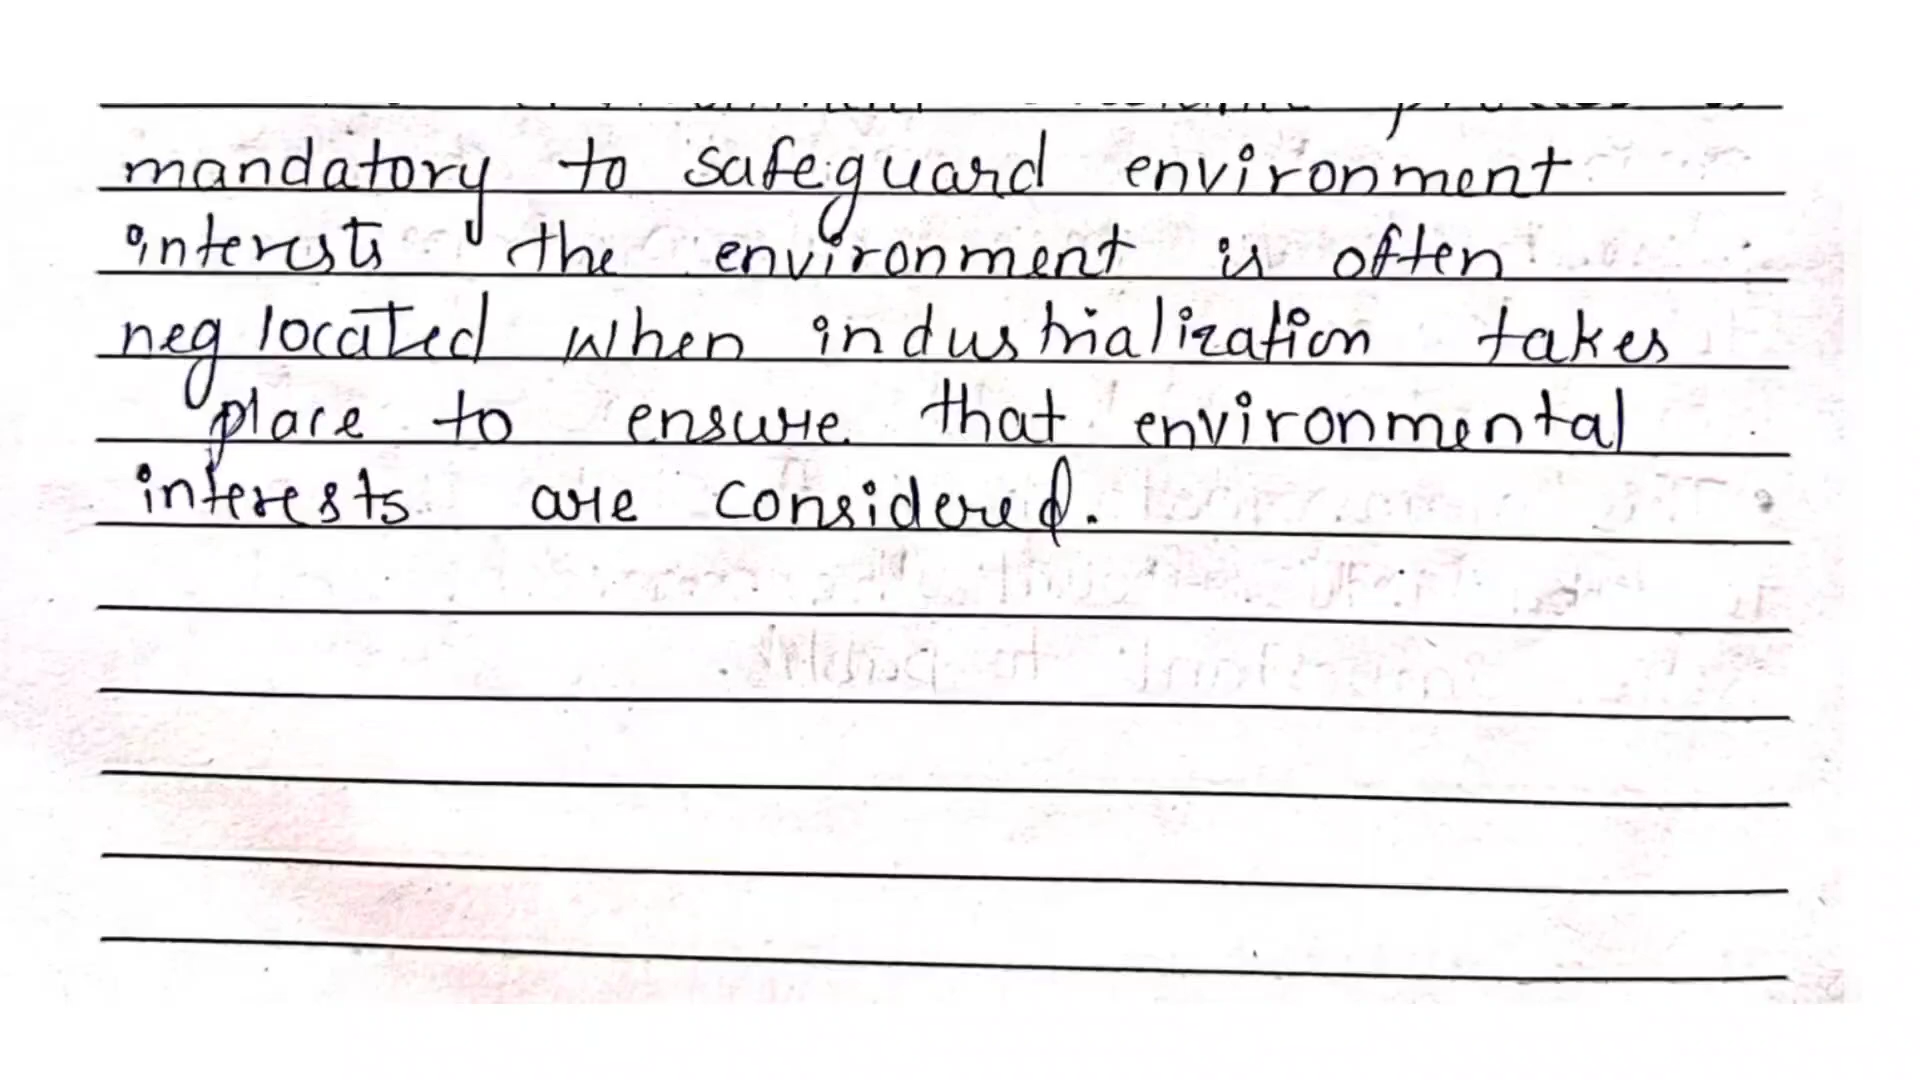 mandatory to safeguard environment
interests the environment is often
neglocated when industrialization takes
place to ensure that environmental
interests are considered.